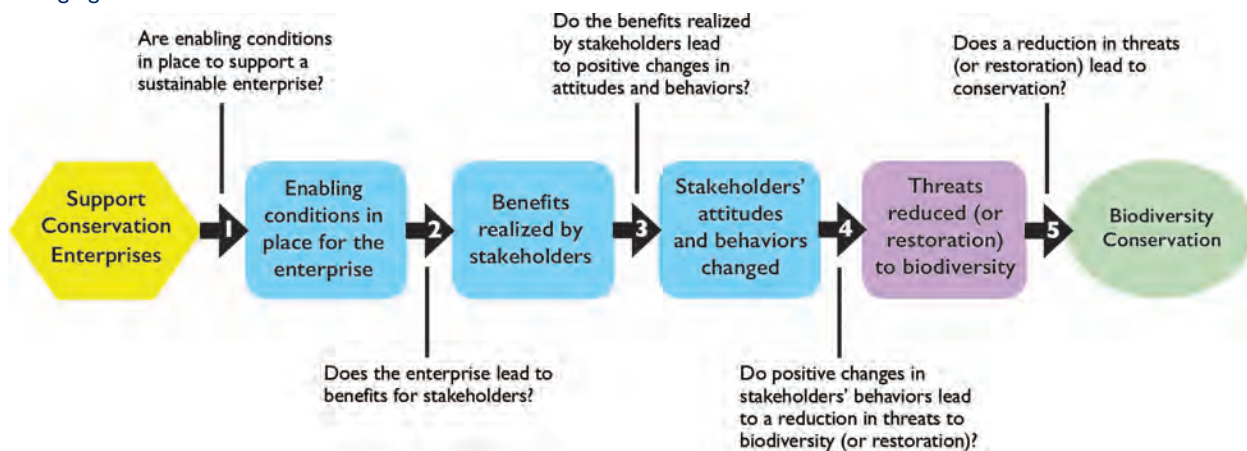 Are enabling conditions
in place to support a
sustainable enterprise?
Do the benefits realized
by stakeholders lead
to positive changes in
attitudes and behaviors?
Does a reduction in threats
(or restoration) lead to
conservation?
Support
Conservation
Enterprises
1
Enabling
conditions in
place for the
enterprise
2
Benefits
realized by
stakeholders
3
Stakeholders’
attitudes
and behaviors
changed
4
Threats
reduced (or
restoration)
to biodiversity
5
Biodiversity
Conservation
Does the enterprise lead to
benefits for stakeholders?
Do positive changes in
stakeholders’ behaviors lead
to a reduction in threats to
biodiversity (or restoration)?